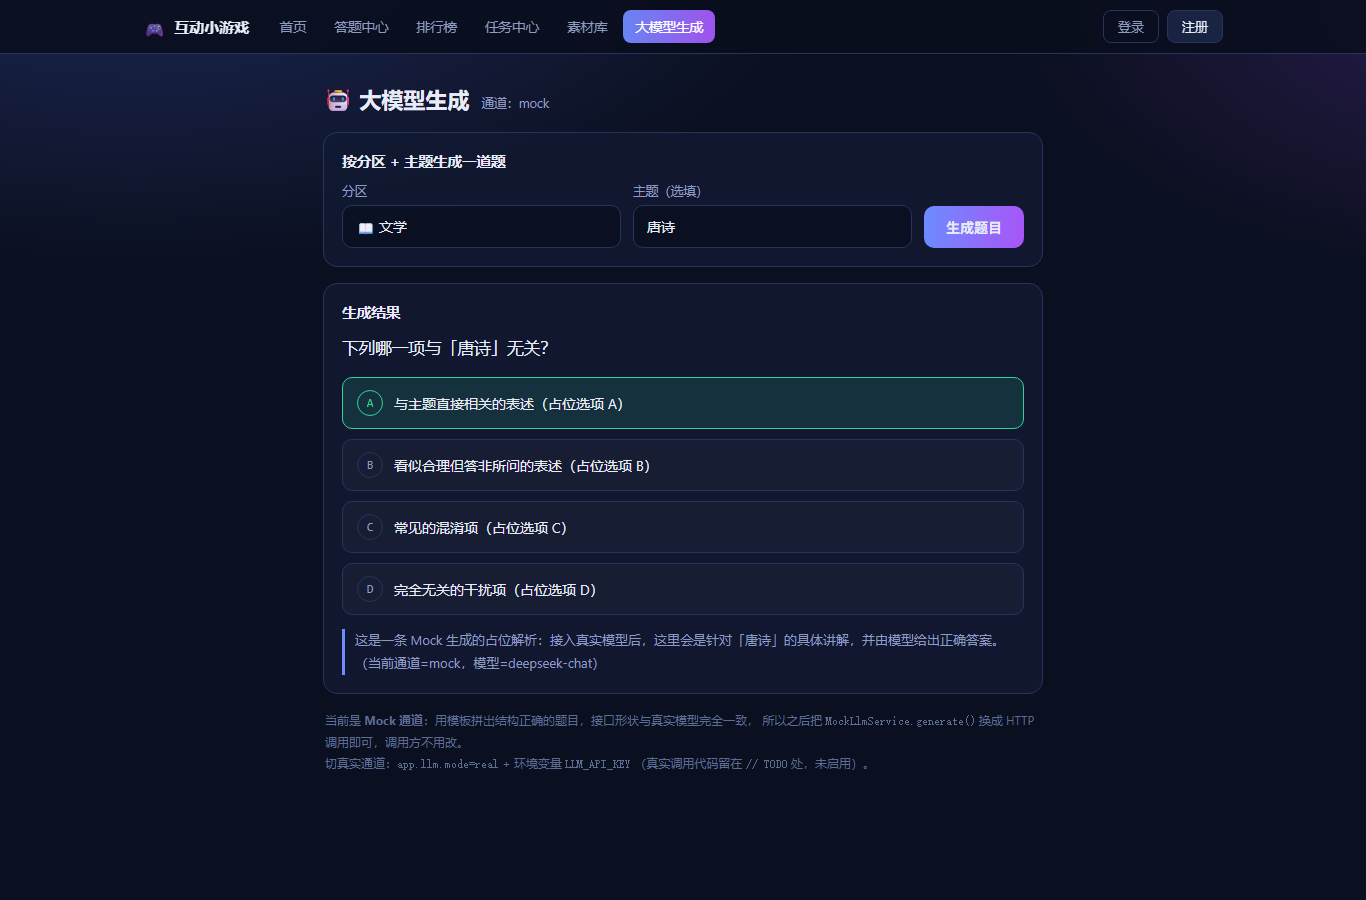 互动小游戏 首页 答题中心 排行榜 任务中心 素材库 大模型生成 登录 注册
大模型生成 通道：mock
按分区 + 主题生成一道题
分区 主题（选填）
文学 唐诗 生成题目
生成结果
下列哪一项与「唐诗」无关？
A 与主题直接相关的表述（占位选项 A）
B 看似合理但答非所问的表述（占位选项 B）
C 常见的混淆项（占位选项 C）
D 完全无关的干扰项（占位选项 D）
这是一条 Mock 生成的占位解析：接入真实模型后，这里会是针对「唐诗」的具体讲解，并由模型给出正确答案。
（当前通道=mock，模型=deepseek-chat）
当前是 Mock 通道：用模板拼出结构正确的题目，接口形状与真实模型完全一致， 所以之后把 MockLlmService.generate() 换成 HTTP
调用即可，调用方不用改。
切真实通道：app.llm.mode=real + 环境变量 LLM_API_KEY （真实调用代码留在 // TODO 处，未启用）。